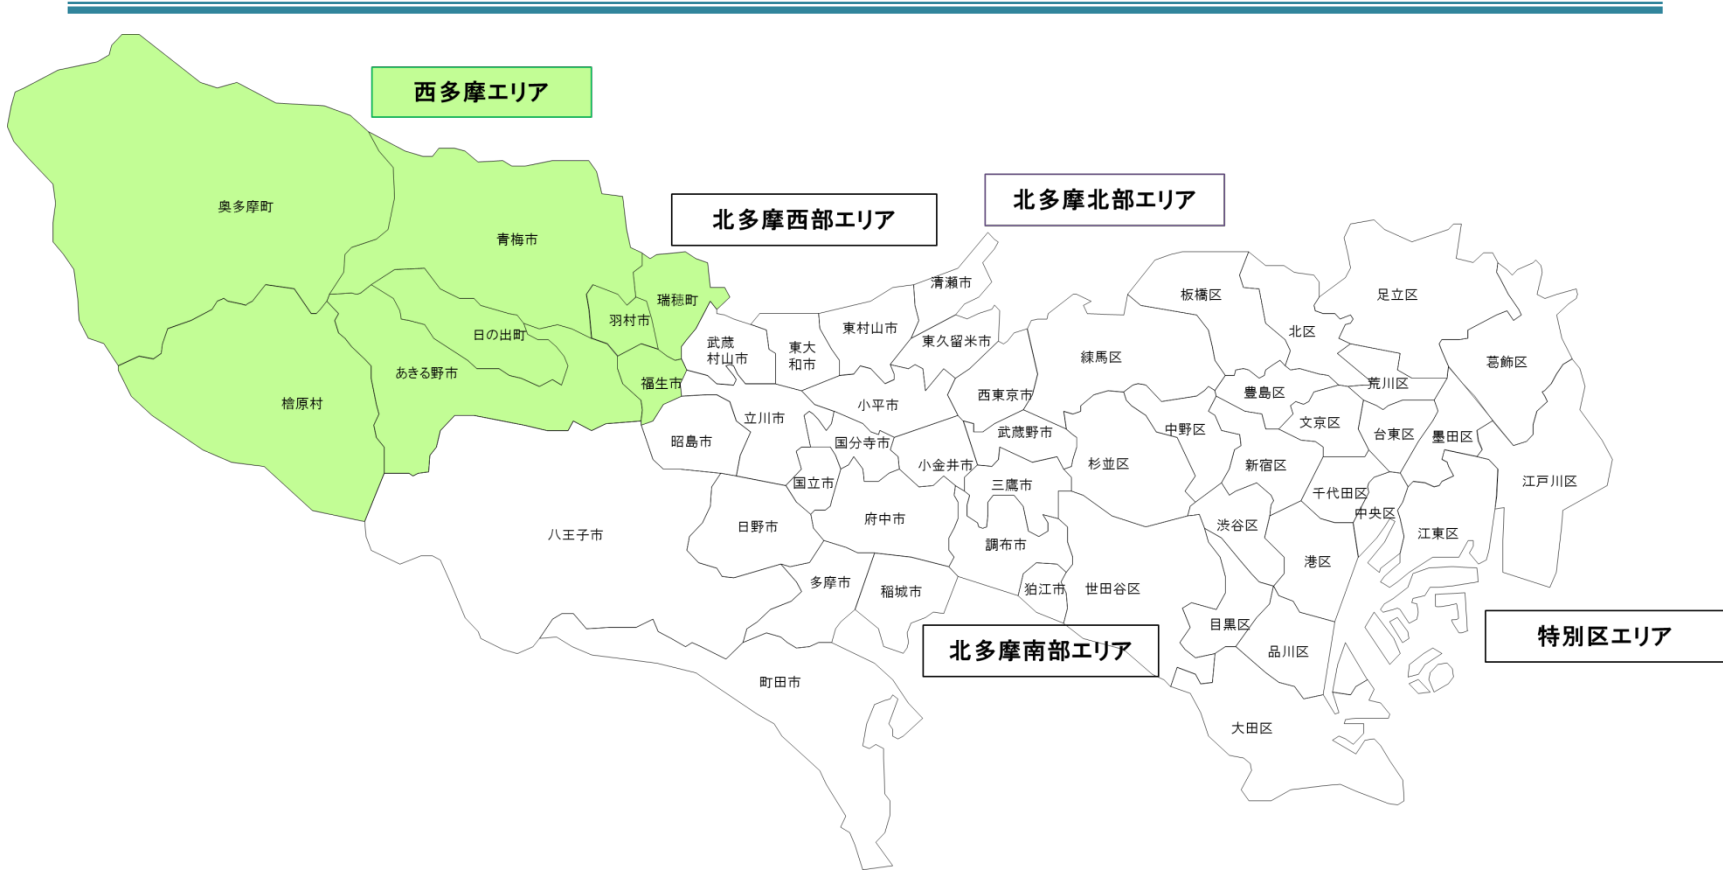 西多摩エリア
北多摩北部エリア
北多摩西部エリア
奥多摩町
青梅市
清瀬市
瑞穂町
板橋区
足立区
羽村市
日の出町
東村山市
東久留米市
北区
武蔵
村山市
東大
和市
練馬区
葛飾区
あきる野市
福生市
檜原村
西東京市
豊島区
荒川区
小平市
立川市
文京区
昭島市
国分寺市
武蔵野市
中野区
台東区
墨田区
小金井市
杉並区
新宿区
国立市
三鷹市
千代田区
江戸川区
中央区
八王子市
日野市
府中市
渋谷区
江東区
調布市
港区
多摩市
稲城市
狛江市
世田谷区
目黒区
特別区エリア
北多摩南部エリア
品川区
町田市
大田区